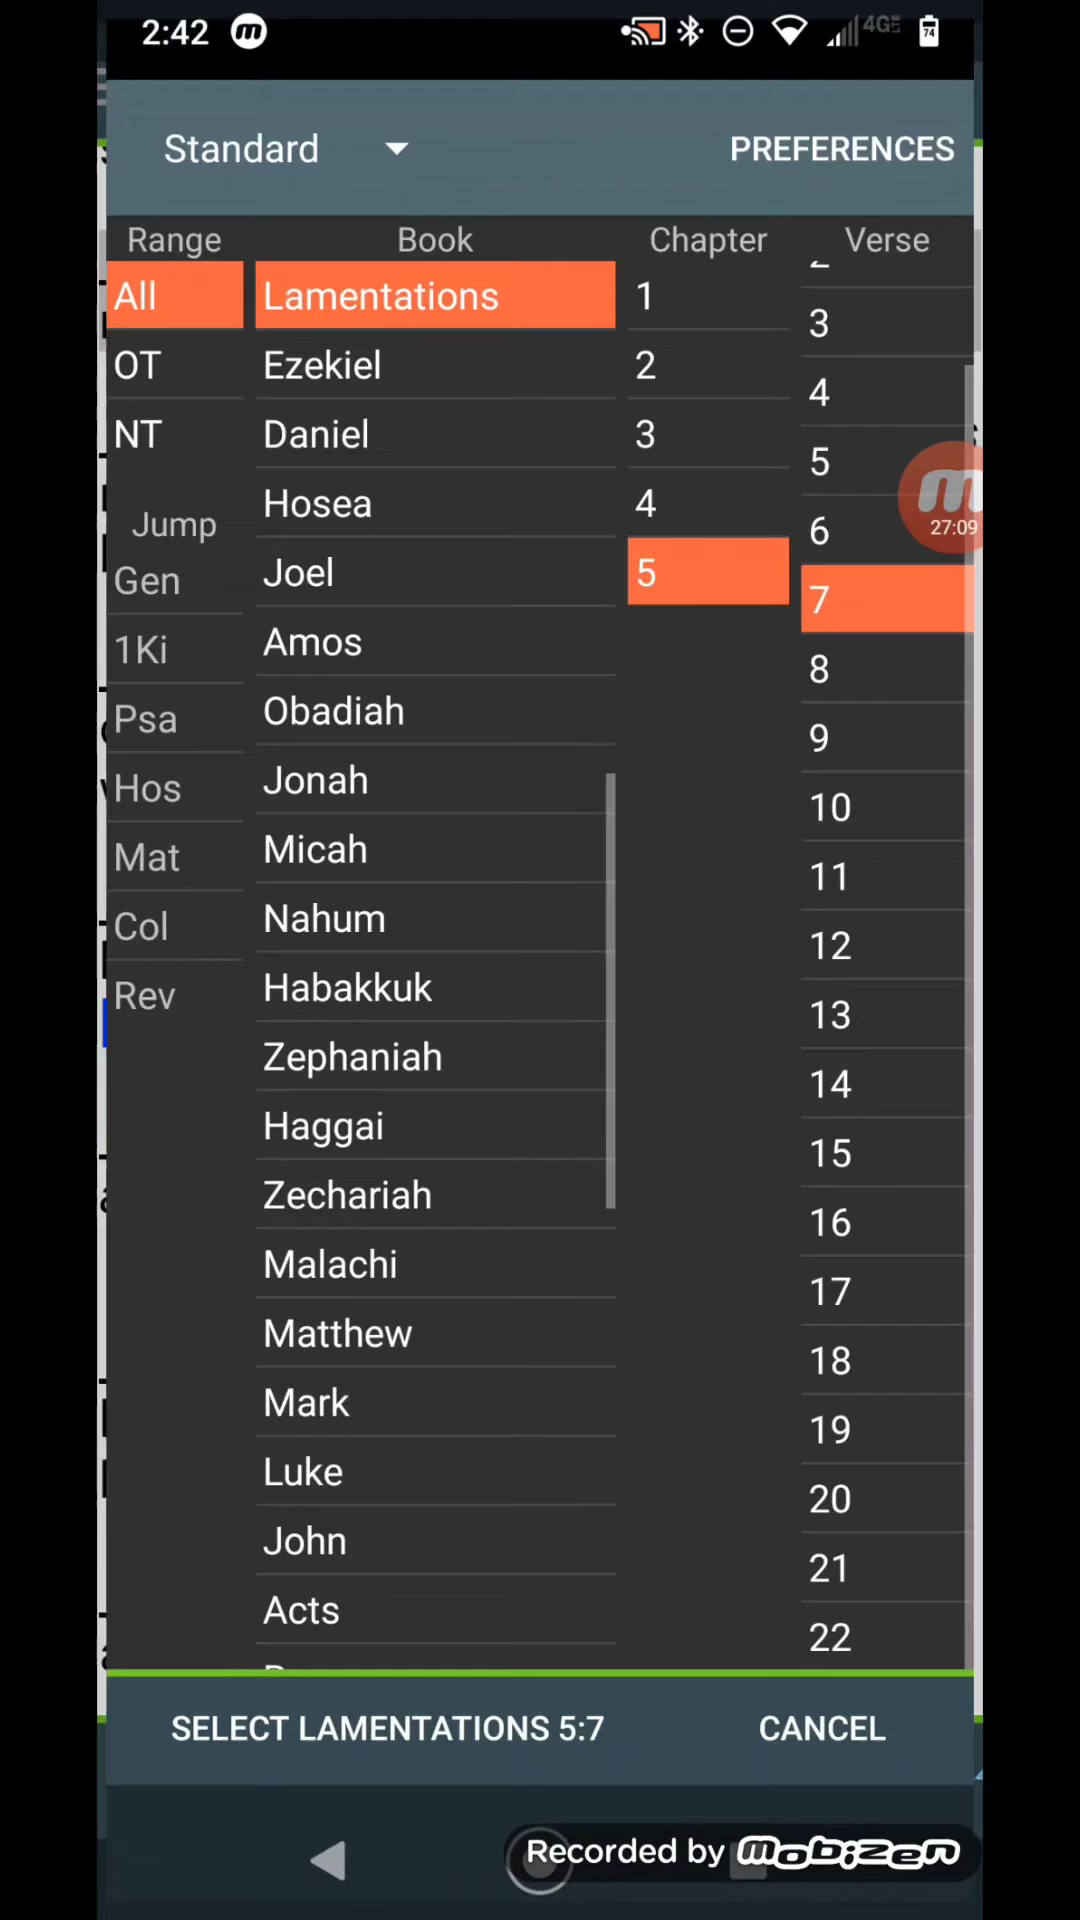 2:42
4G
74
Standard
PREFERENCES
Range
Book
Chapter
Verse
All
OT
NT
Jump
Gen
1Ki
Psa
Hos
Mat
Col
Rev
Lamentations
Ezekiel
Daniel
Hosea
Joel
Amos
Obadiah
Jonah
Micah
Nahum
Habakkuk
Zephaniah
Haggai
Zechariah
Malachi
Matthew
Mark
Luke
John
Acts
1
2
3
4
5
3
4
5
6
7
8
9
10
11
12
13
14
15
16
17
18
19
20
21
22
27:09
SELECT LAMENTATIONS 5:7
CANCEL
Recorded by mobizen